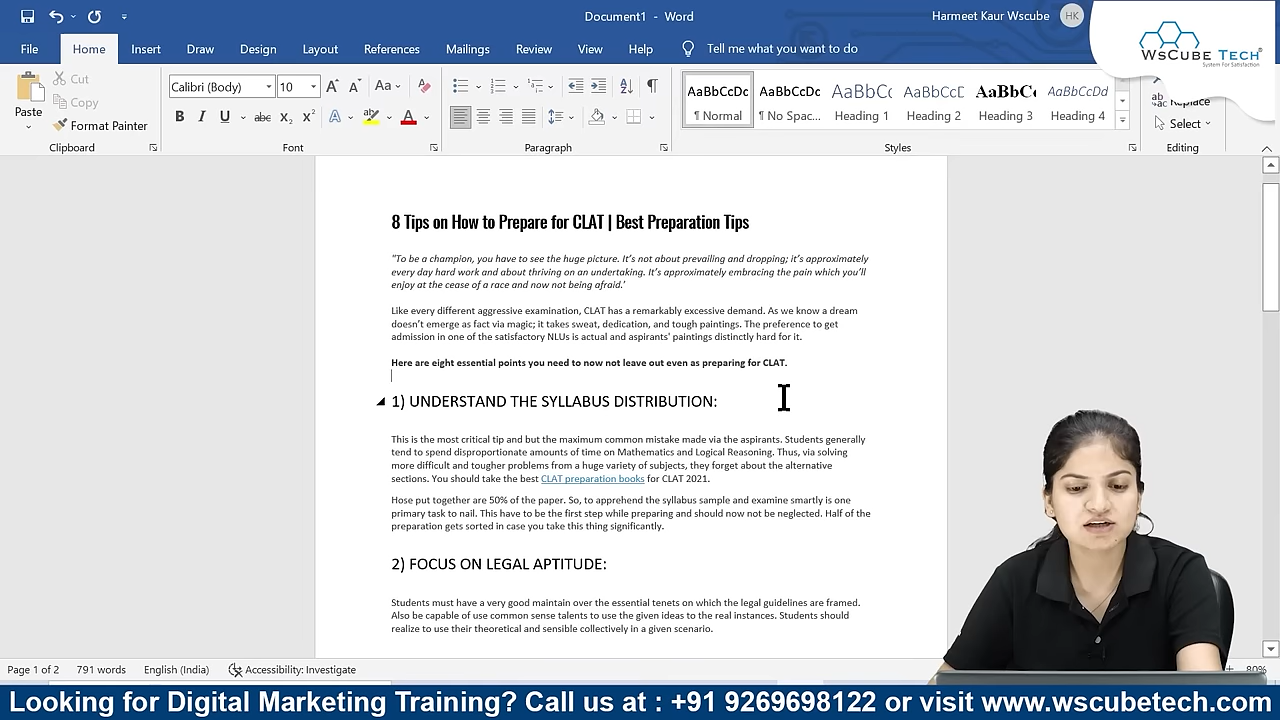 Document1 - Word
Harmeet Kaur Wscube HK
WsCube Tech
System For Satisfaction
File Home Insert Draw Design Layout References Mailings Review View Help Tell me what you want to do
Paste
Cut
Copy
Format Painter
Calibri (Body) 10
AaBbCcDc AaBbCcDc AaBbCc AaBbCcD AaBbCc AaBbCcDd
¶ Normal ¶ No Spac... Heading 1 Heading 2 Heading 3 Heading 4
Replace
Select
Clipboard Font Paragraph Styles Editing
8 Tips on How to Prepare for CLAT | Best Preparation Tips
"To be a champion, you have to see the huge picture. It's not about prevailing and dropping; it's approximately
every day hard work and about thriving on an undertaking. It's approximately embracing the pain which you'll
enjoy at the cease of a race and now not being afraid.'
Like every different aggressive examination, CLAT has a remarkably excessive demand. As we know a dream
doesn't emerge as fact via magic; it takes sweat, dedication, and tough paintings. The preference to get
admission in one of the satisfactory NLUs is actual and aspirants' paintings distinctly hard for it.
Here are eight essential points you need to now not leave out even as preparing for CLAT.
1) UNDERSTAND THE SYLLABUS DISTRIBUTION:
This is the most critical tip and but the maximum common mistake made via the aspirants. Students generally
tend to spend disproportionate amounts of time on Mathematics and Logical Reasoning. Thus, via solving
more difficult and tougher problems from a huge variety of subjects, they forget about the alternative
sections. You should take the best CLAT preparation books for CLAT 2021.
Hose put together are 50% of the paper. So, to apprehend the syllabus sample and examine smartly is one
primary task to nail. This have to be the first step while preparing and should now not be neglected. Half of the
preparation gets sorted in case you take this thing significantly.
2) FOCUS ON LEGAL APTITUDE:
Students must have a very good maintain over the essential tenets on which the legal guidelines are framed.
Also be capable of use common sense talents to use the given ideas to the real instances. Students should
realize to use their theoretical and sensible collectively in a given scenario.
Page 1 of 2 791 words English (India) Accessibility: Investigate 80%
Looking for Digital Marketing Training? Call us at : +91 9269698122 or visit www.wscubetech.com